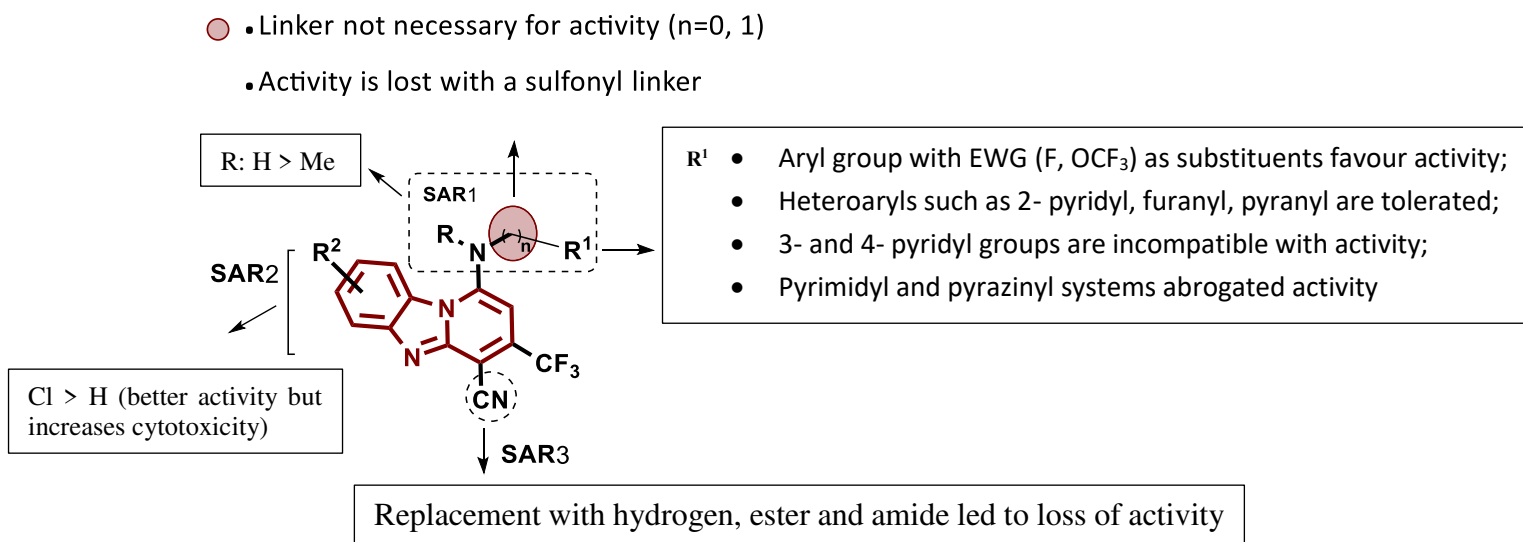 • Linker not necessary for activity (n=0, 1)
• Activity is lost with a sulfonyl linker
R: H > Me
SAR1
R
N
( )n
R¹
R¹ • Aryl group with EWG (F, OCF₃) as substituents favour activity;
• Heteroaryls such as 2- pyridyl, furanyl, pyranyl are tolerated;
• 3- and 4- pyridyl groups are incompatible with activity;
• Pyrimidyl and pyrazinyl systems abrogated activity
SAR2
R²
N
N
CF₃
CN
Cl > H (better activity but
increases cytotoxicity)
SAR3
Replacement with hydrogen, ester and amide led to loss of activity